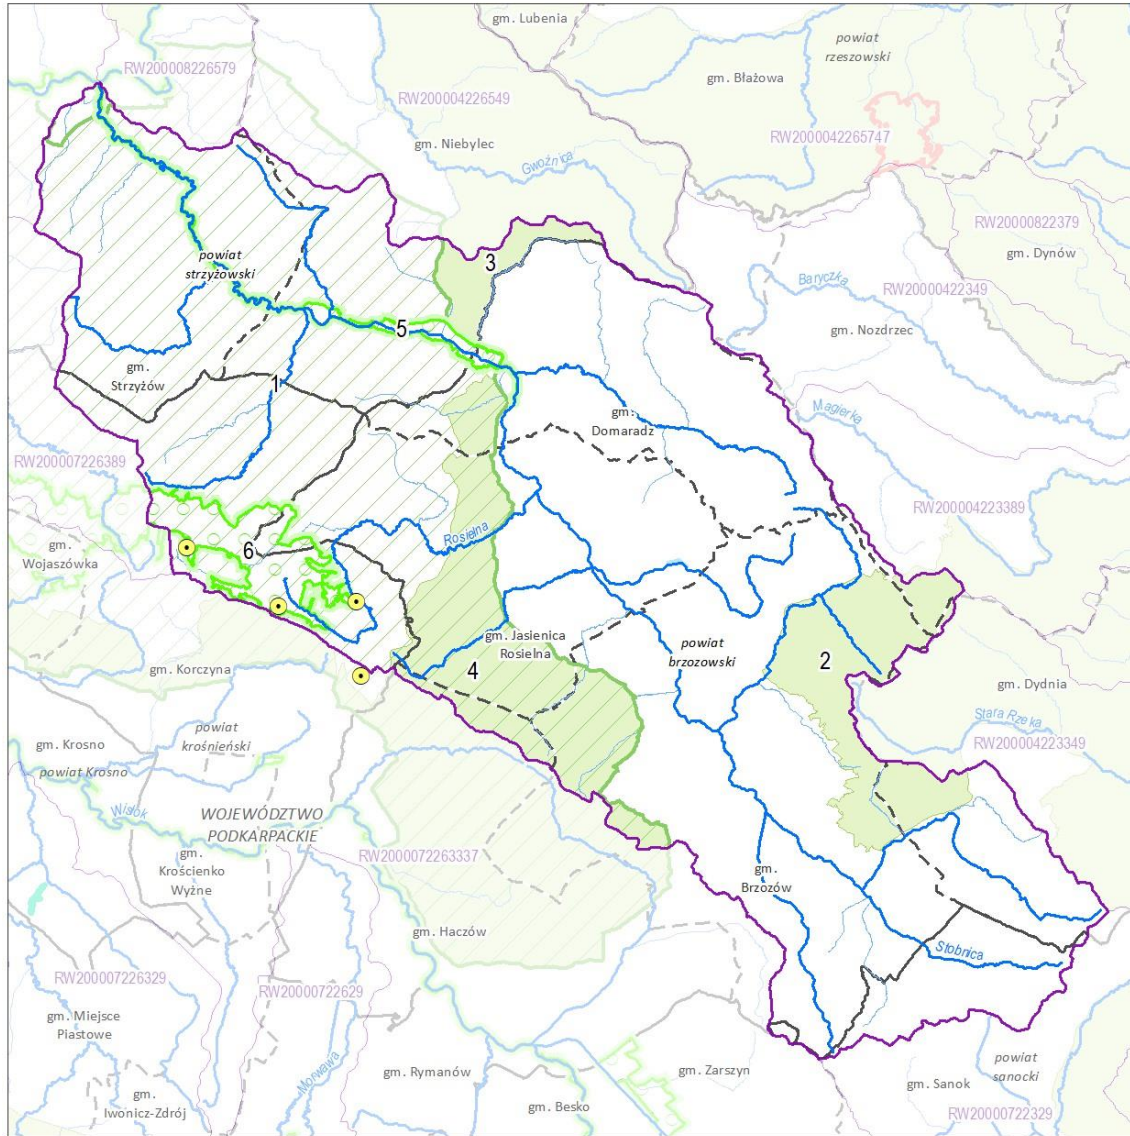 gm. Lubenia
powiat
rzeszowski
RW200008226579
gm. Błażowa
RW200004226549
RW2000042265747
gm. Niebylec
Gwoźnica
RW20000822379
gm. Dynów
3
powiat
strzyżowski
Baryczka
RW20000422349
5
gm. Nozdrzec
gm.
Strzyżów
1
Magierka
gm.
Domaradz
RW200007226389
RW200004223389
Rosielna
gm.
Wojaszówka
6
gm. Jasienica
Rosielna
powiat
brzozowski
2
gm. Korczyna
4
gm. Dydnia
Stara Rzeka
powiat
krośnieński
gm. Krosno
RW200004223349
powiat Krosno
Wisłok
WOJEWÓDZTWO
PODKARPACKIE
RW2000072263337
gm.
Krościenko
Wyżne
gm.
Brzozów
gm. Haczów
Stobnica
RW200007226329
RW20000722629
gm. Miejsce
Piastowe
Morwawa
gm. Rymanów
gm. Zarszyn
powiat
sanocki
gm. Sanok
gm.
Iwonicz-Zdrój
gm. Besko
RW200000722329